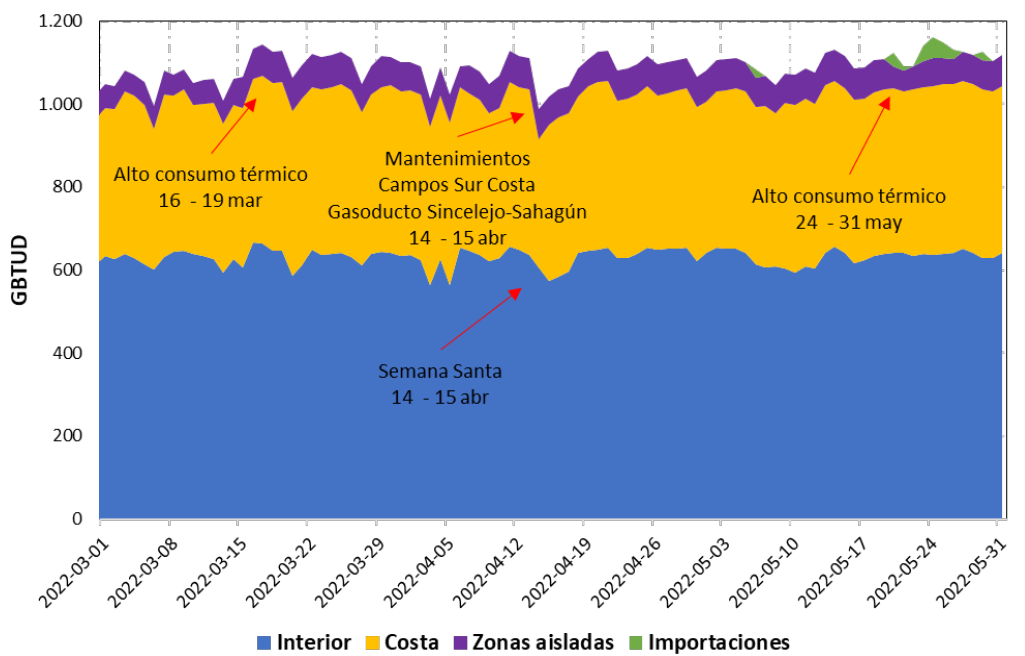 1.200
1.000
800
600
400
200
0
GBTUD
Alto consumo térmico
16 - 19 mar
Mantenimientos
Campos Sur Costa
Gasoducto Sincelejo-Sahagún
14 - 15 abr
Alto consumo térmico
24 - 31 may
Semana Santa
14 - 15 abr
2022-03-01
2022-03-08
2022-03-15
2022-03-22
2022-03-29
2022-04-05
2022-04-12
2022-04-19
2022-04-26
2022-05-03
2022-05-10
2022-05-17
2022-05-24
2022-05-31
Interior Costa Zonas aisladas Importaciones